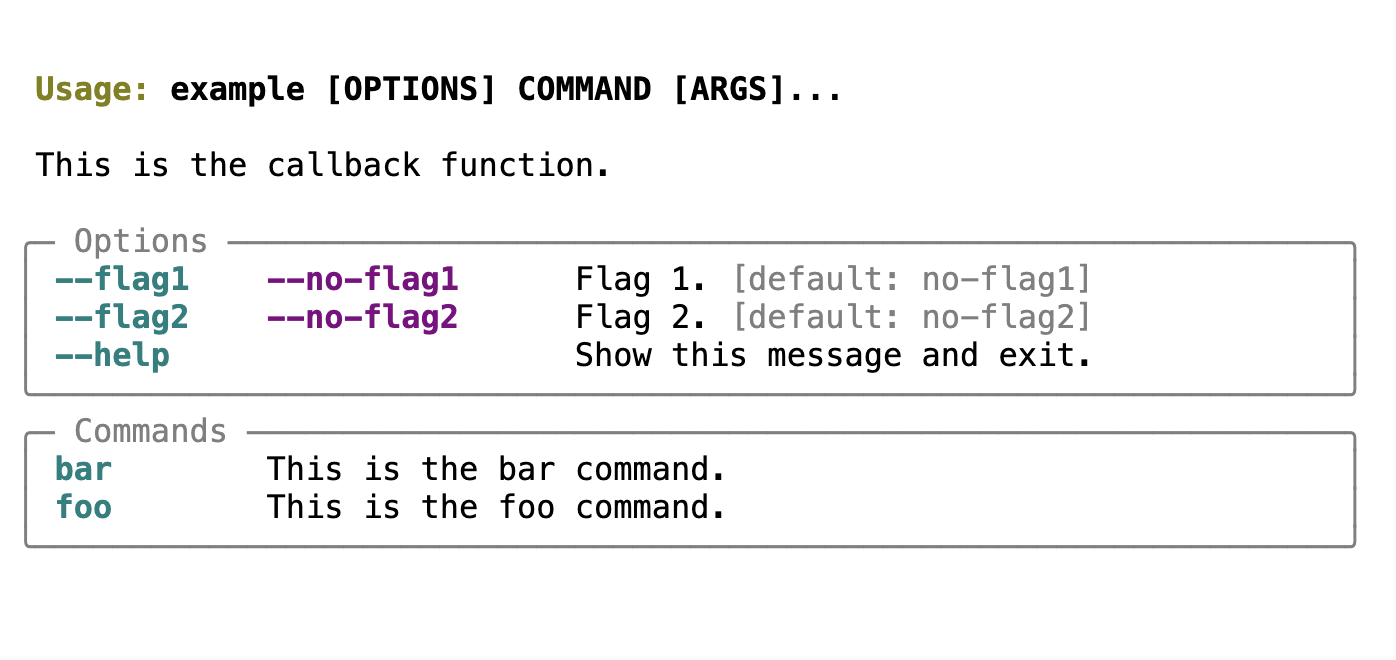 Usage: example [OPTIONS] COMMAND [ARGS]...
This is the callback function.
Options
--flag1 --no-flag1 Flag 1. [default: no-flag1]
--flag2 --no-flag2 Flag 2. [default: no-flag2]
--help Show this message and exit.
Commands
bar This is the bar command.
foo This is the foo command.